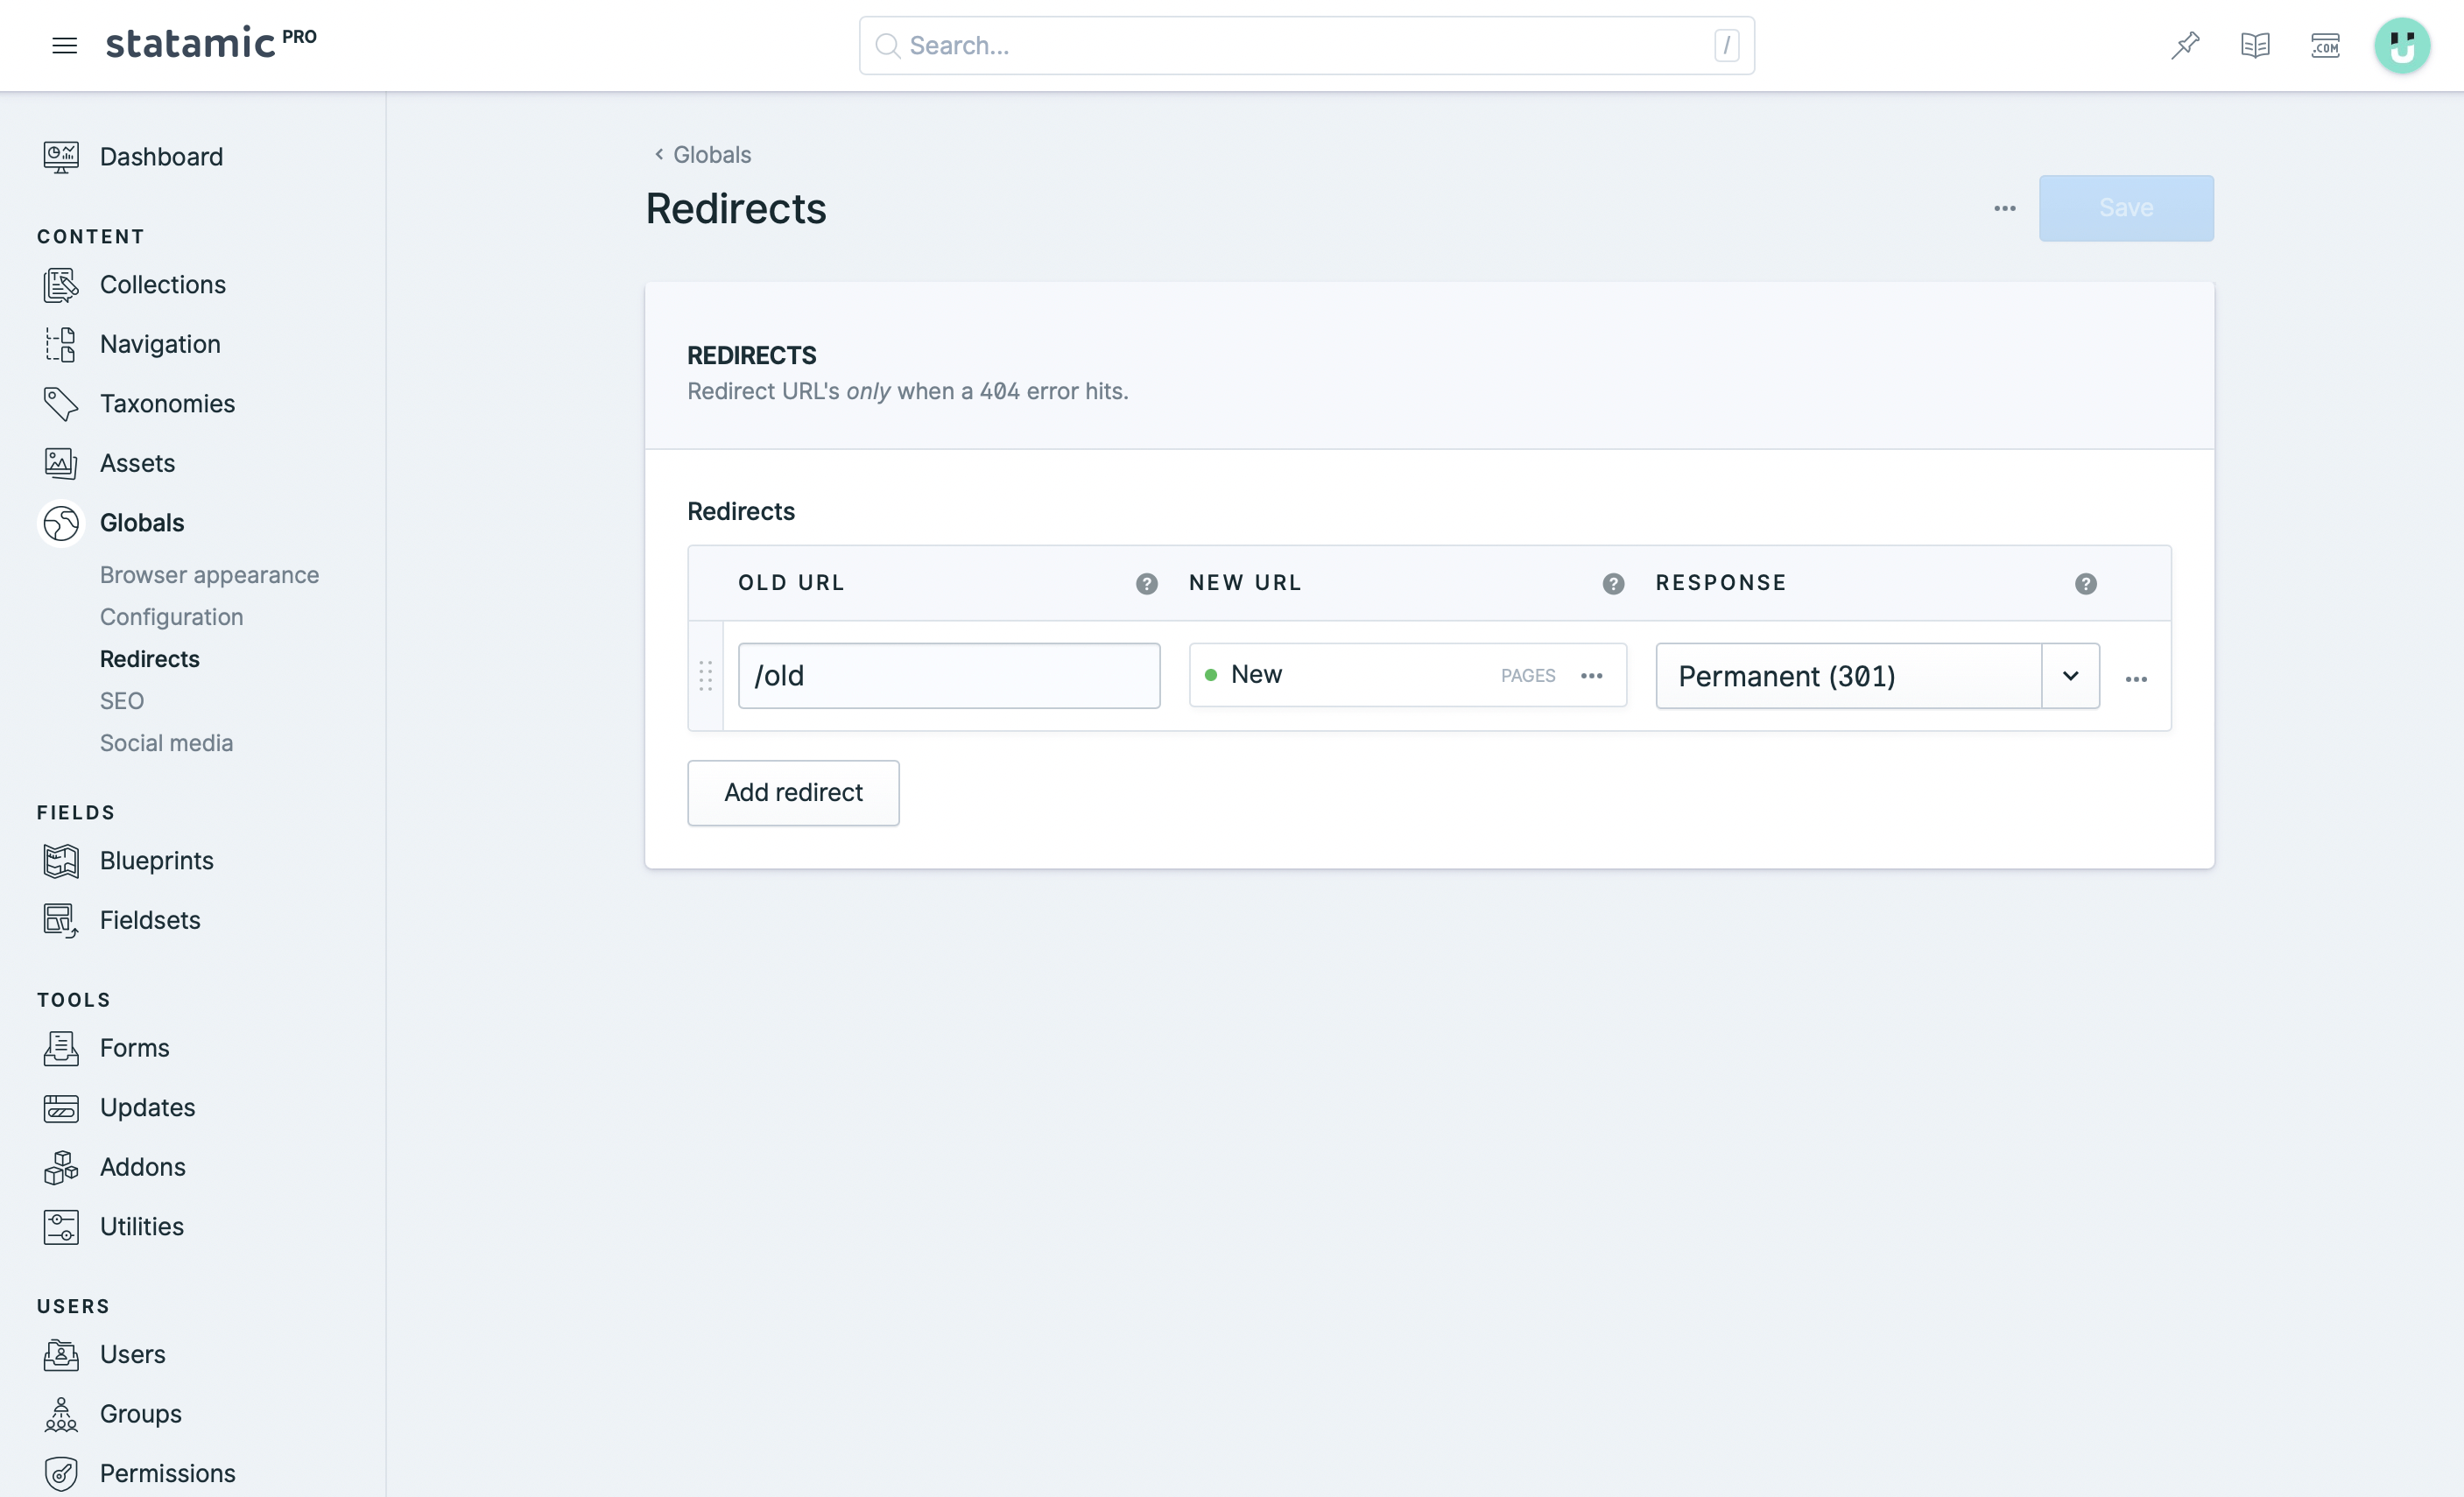 statamic PRO
Search...
/
.COM
Dashboard
CONTENT
Collections
Navigation
Taxonomies
Assets
Globals
Browser appearance
Configuration
Redirects
SEO
Social media
FIELDS
Blueprints
Fieldsets
TOOLS
Forms
Updates
Addons
Utilities
USERS
Users
Groups
Permissions
Globals
Redirects
Save
REDIRECTS
Redirect URL's only when a 404 error hits.
Redirects
OLD URL ? NEW URL ? RESPONSE ?
/old New PAGES Permanent (301)
Add redirect